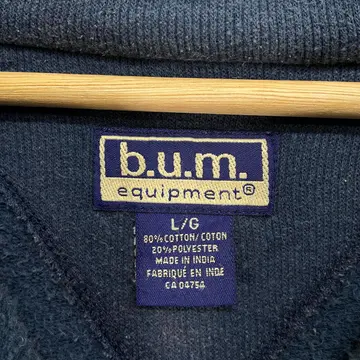 b.u.m.
equipment®
L/G
80% COTTON/COTON
20% POLYESTER
MADE IN INDIA
FABRIQUÉ EN INDE
CA 04754